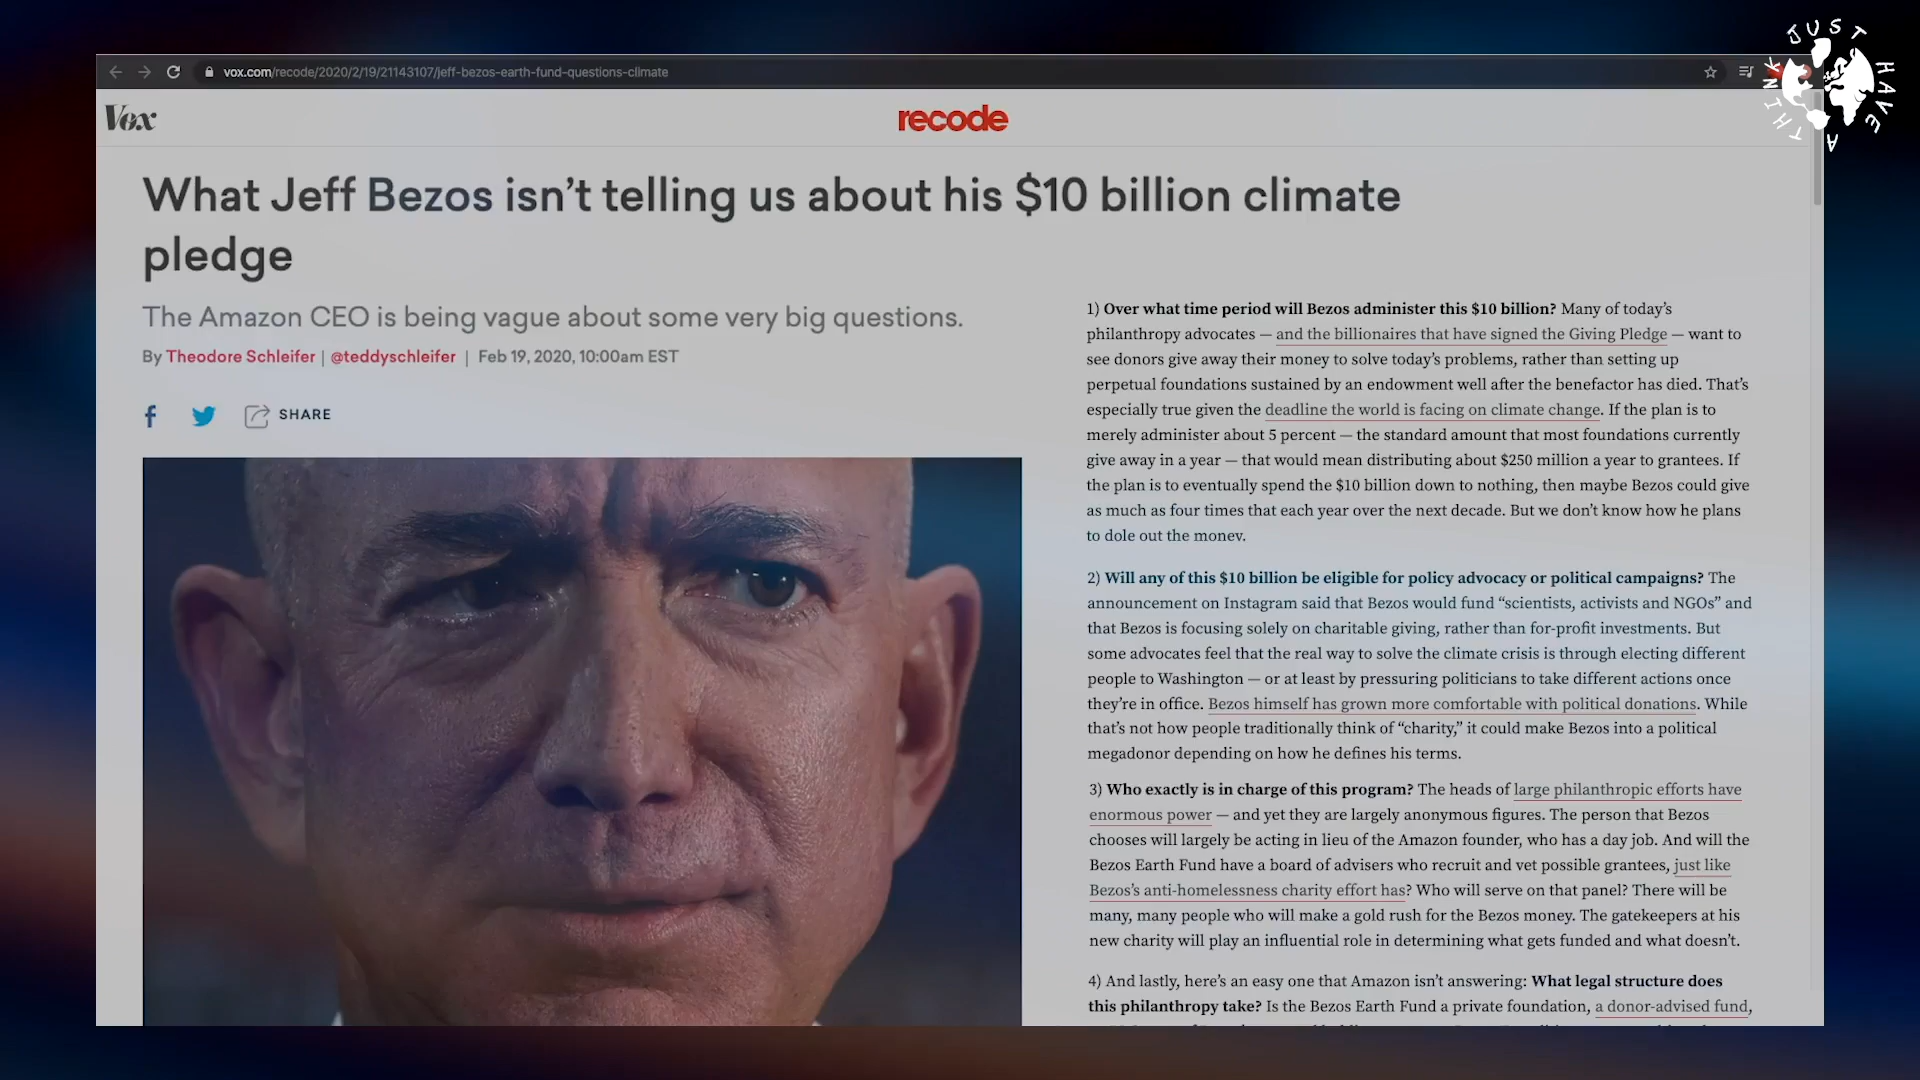 vox.com/recode/2020/2/19/21143107/jeff-bezos-earth-fund-questions-climate
JUST HAVE A THINK
Vox
recode
What Jeff Bezos isn't telling us about his $10 billion climate
pledge
The Amazon CEO is being vague about some very big questions.
By Theodore Schleifer | @teddyschleifer | Feb 19, 2020, 10:00am EST
SHARE
1) Over what time period will Bezos administer this $10 billion? Many of today's
philanthropy advocates — and the billionaires that have signed the Giving Pledge — want to
see donors give away their money to solve today's problems, rather than setting up
perpetual foundations sustained by an endowment well after the benefactor has died. That's
especially true given the deadline the world is facing on climate change. If the plan is to
merely administer about 5 percent — the standard amount that most foundations currently
give away in a year — that would mean distributing about $250 million a year to grantees. If
the plan is to eventually spend the $10 billion down to nothing, then maybe Bezos could give
as much as four times that each year over the next decade. But we don't know how he plans
to dole out the money.
2) Will any of this $10 billion be eligible for policy advocacy or political campaigns? The
announcement on Instagram said that Bezos would fund “scientists, activists and NGOs” and
that Bezos is focusing solely on charitable giving, rather than for-profit investments. But
some advocates feel that the real way to solve the climate crisis is through electing different
people to Washington — or at least by pressuring politicians to take different actions once
they're in office. Bezos himself has grown more comfortable with political donations. While
that's not how people traditionally think of “charity,” it could make Bezos into a political
megadonor depending on how he defines his terms.
3) Who exactly is in charge of this program? The heads of large philanthropic efforts have
enormous power — and yet they are largely anonymous figures. The person that Bezos
chooses will largely be acting in lieu of the Amazon founder, who has a day job. And will the
Bezos Earth Fund have a board of advisers who recruit and vet possible grantees, just like
Bezos's anti-homelessness charity effort has? Who will serve on that panel? There will be
many, many people who will make a gold rush for the Bezos money. The gatekeepers at his
new charity will play an influential role in determining what gets funded and what doesn't.
4) And lastly, here's an easy one that Amazon isn't answering: What legal structure does
this philanthropy take? Is the Bezos Earth Fund a private foundation, a donor-advised fund,